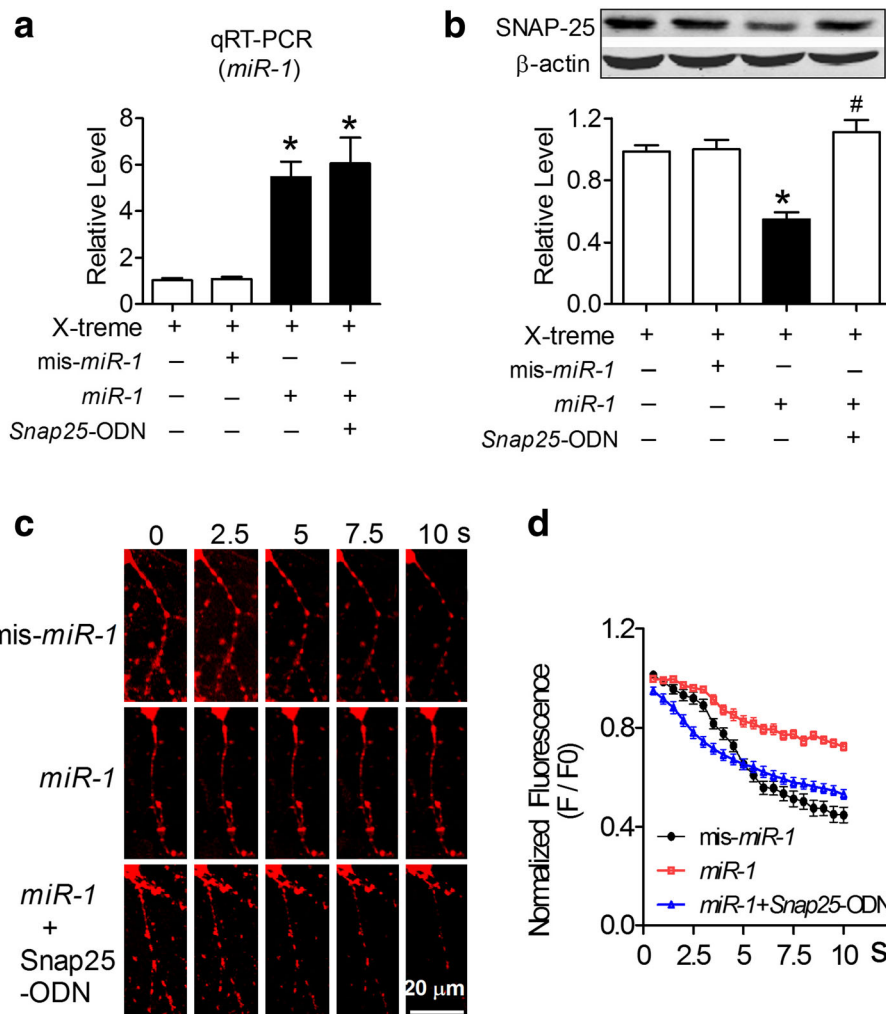 a
qRT-PCR
(miR-1)
Relative Level
8
6
4
2
0
* *
X-treme + + + +
mis-miR-1 – + – –
miR-1 – – + +
Snap25-ODN – – – +
b
SNAP-25
β-actin
Relative Level
1.2
0.8
0.4
0.0
* #
X-treme + + + +
mis-miR-1 – + – –
miR-1 – – + +
Snap25-ODN – – – +
c
0 2.5 5 7.5 10 s
mis-miR-1
miR-1
miR-1
+
Snap25
-ODN
20 μm
d
Normalized Fluorescence
(F / F0)
1.2
0.8
0.4
0.0
mis-miR-1
miR-1
miR-1+Snap25-ODN
0 2.5 5 7.5 10 s